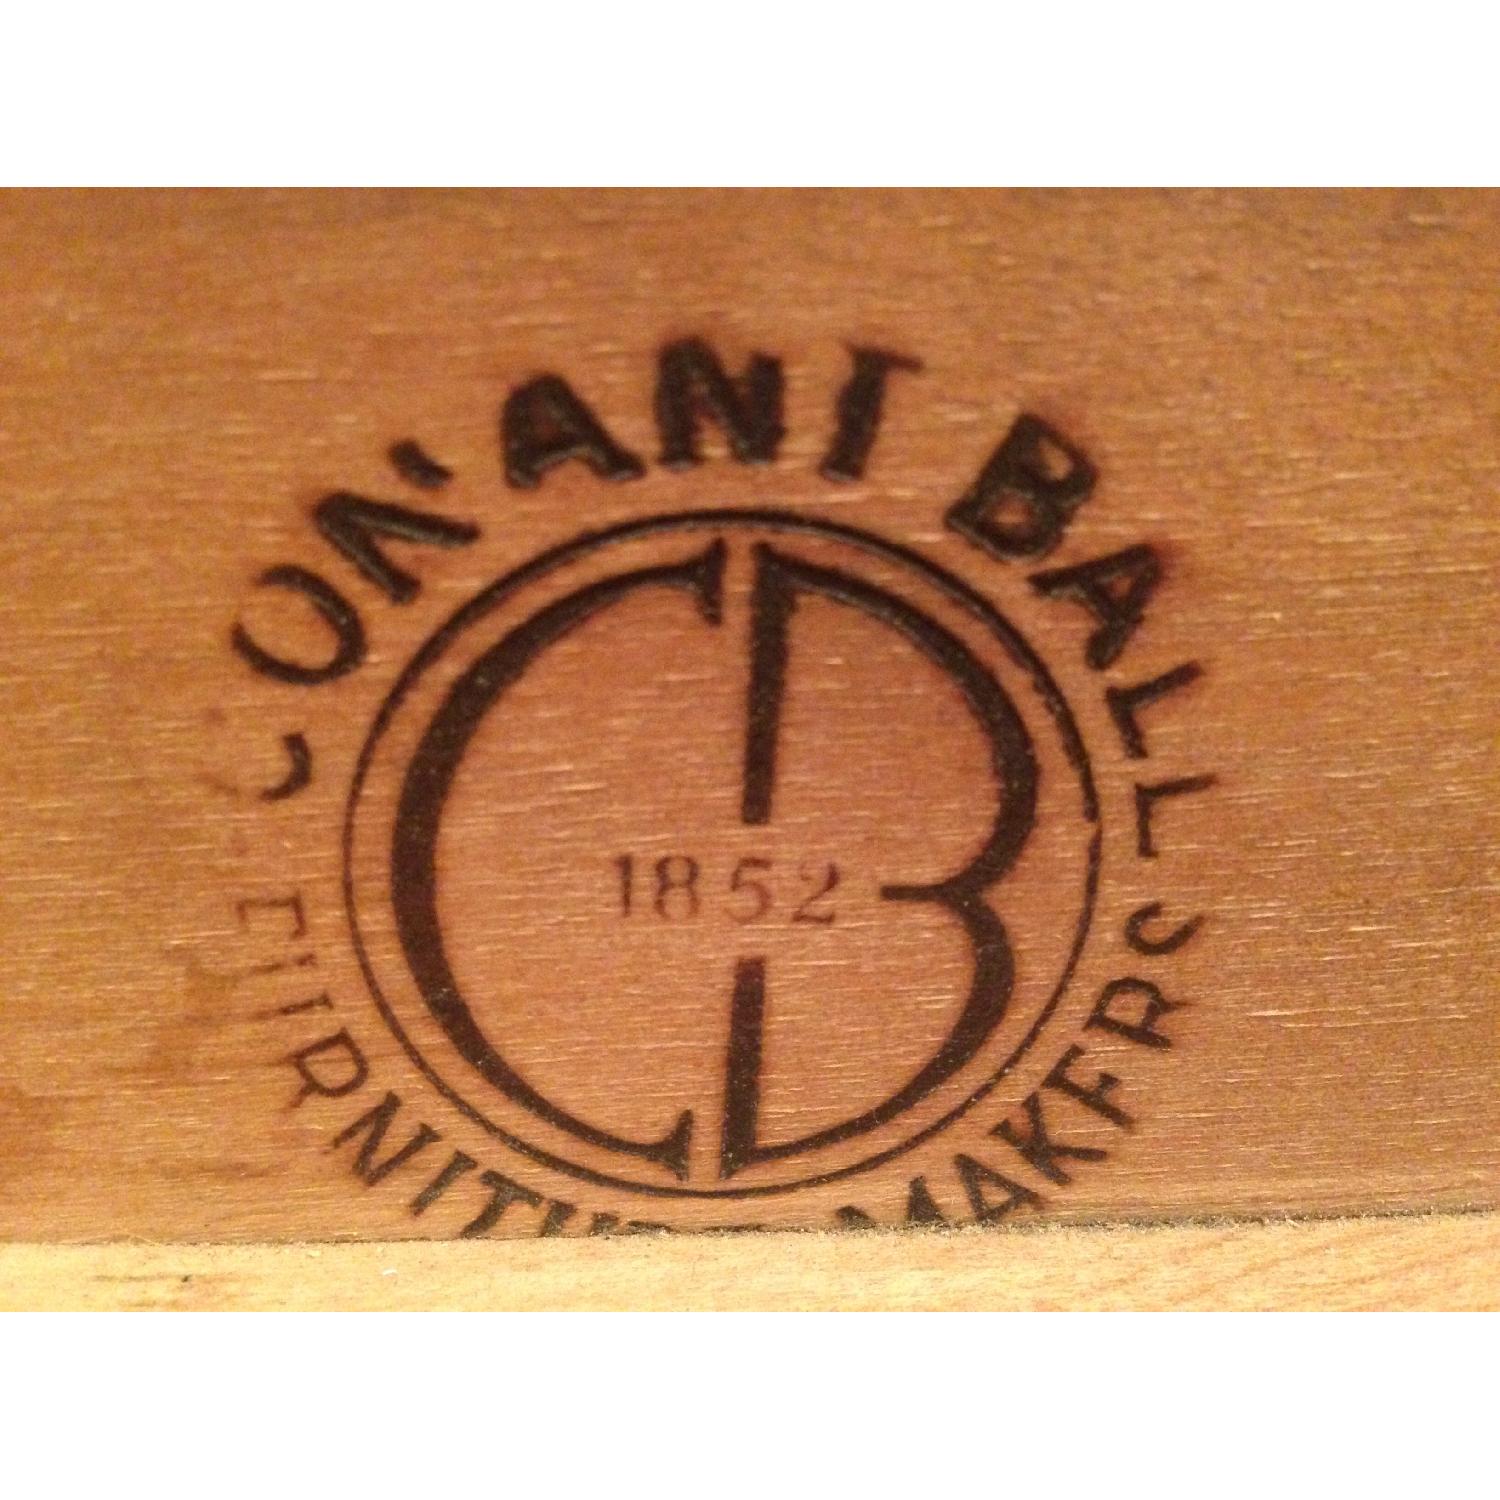 CONANT BALL
CB
1852
FURNITURE MAKERS